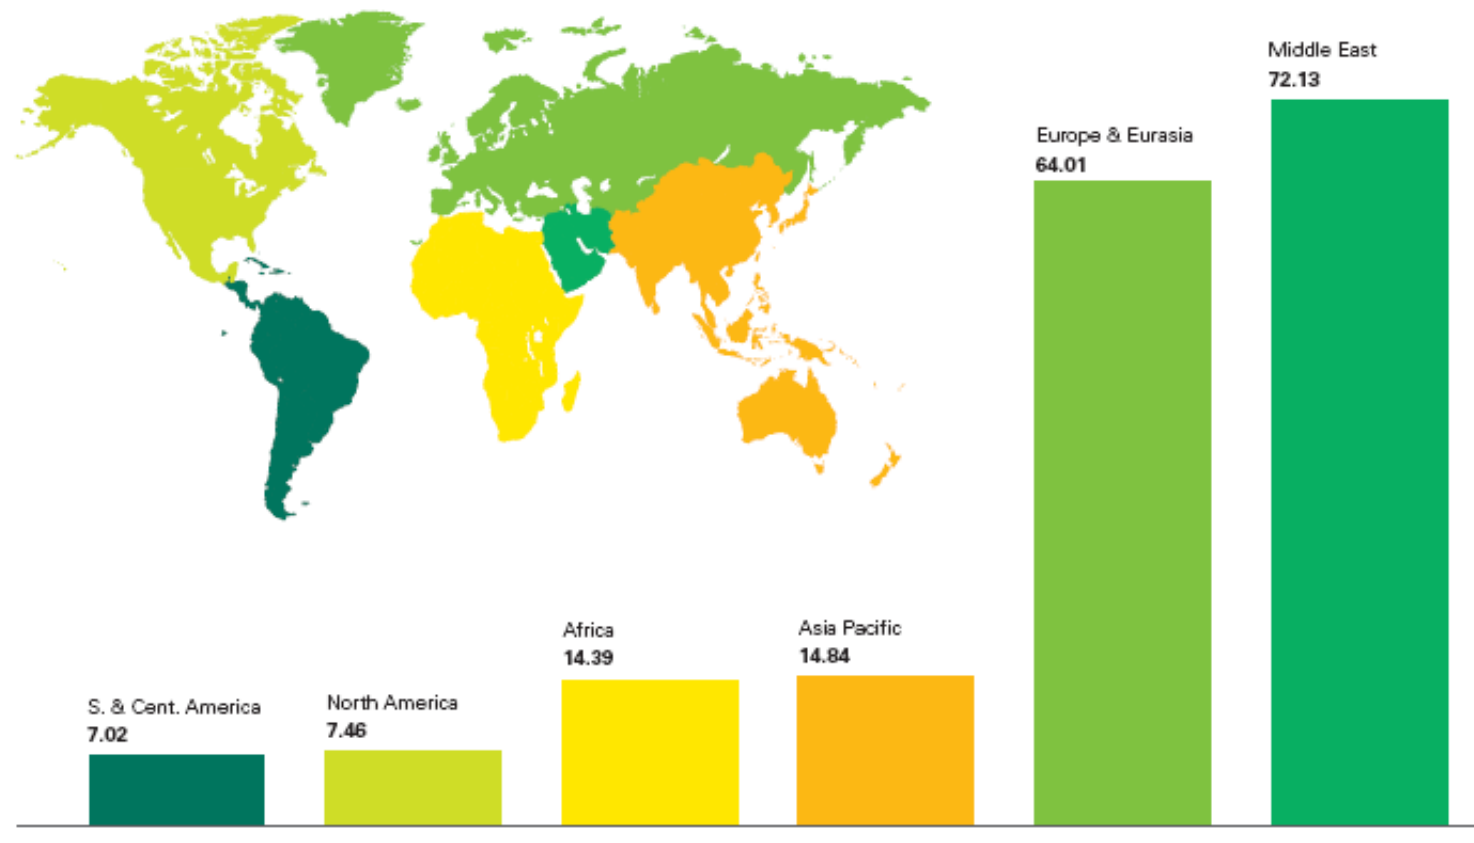 S. & Cent. America
7.02
North America
7.46
Africa
14.39
Asia Pacific
14.84
Europe & Eurasia
64.01
Middle East
72.13